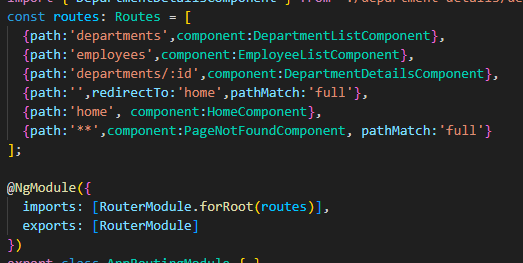 import { DepartmentDetailsComponent } from './department-details/de
const routes: Routes = [
{path:'departments',component:DepartmentListComponent},
{path:'employees',component:EmployeeListComponent},
{path:'departments/:id',component:DepartmentDetailsComponent},
{path:'',redirectTo:'home',pathMatch:'full'},
{path:'home', component:HomeComponent},
{path:'**',component:PageNotFoundComponent, pathMatch:'full'}
];
@NgModule({
imports: [RouterModule.forRoot(routes)],
exports: [RouterModule]
})
export class AppRoutingModule { }